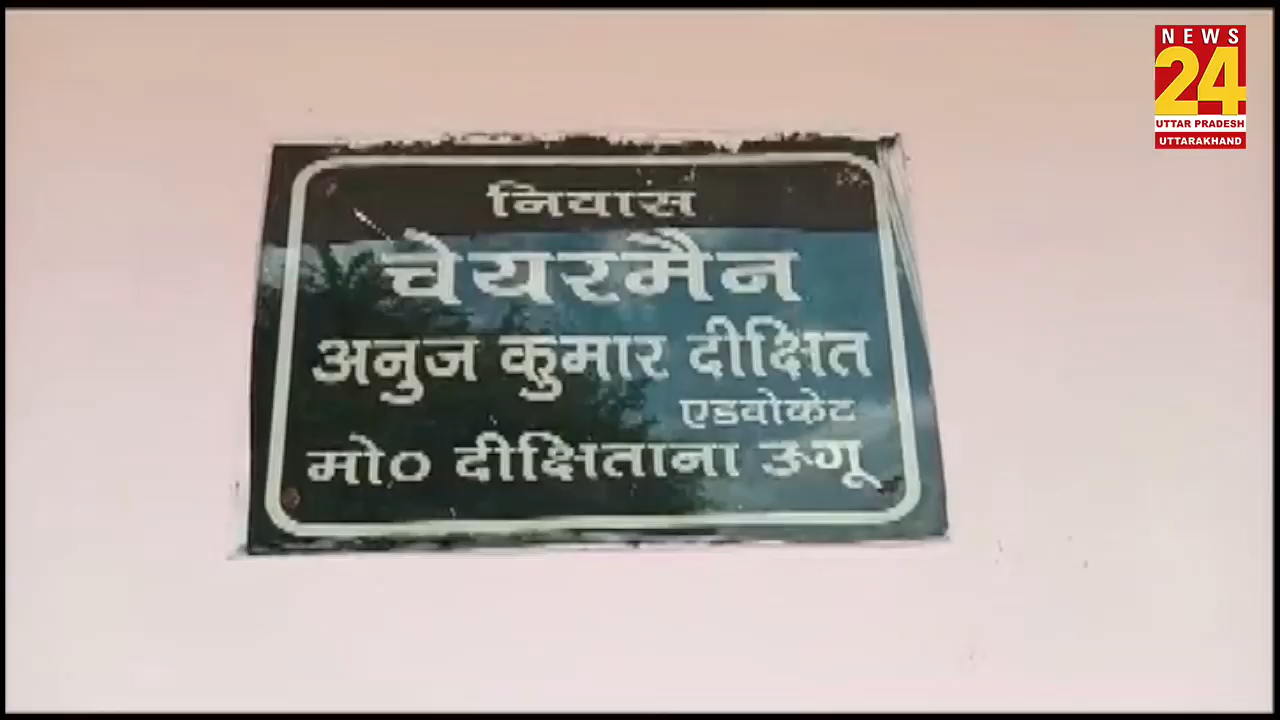 NEWS
24
UTTAR PRADESH
UTTARAKHAND
निवास
चेयरमैन
अनुज कुमार दीक्षित
एडवोकेट
मो० दीक्षिताना ऊगू